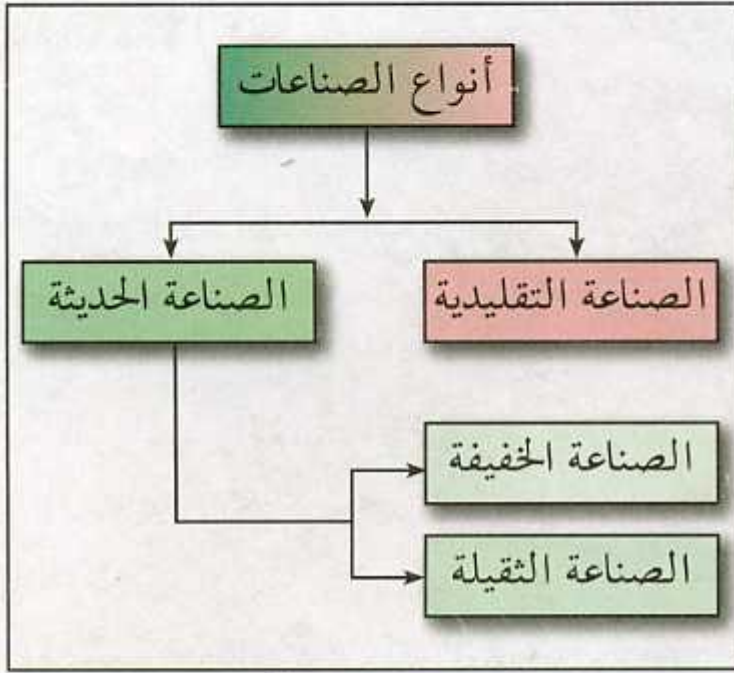 أنواع الصناعات
الصناعة التقليدية
الصناعة الحديثة
الصناعة الخفيفة
الصناعة الثقيلة